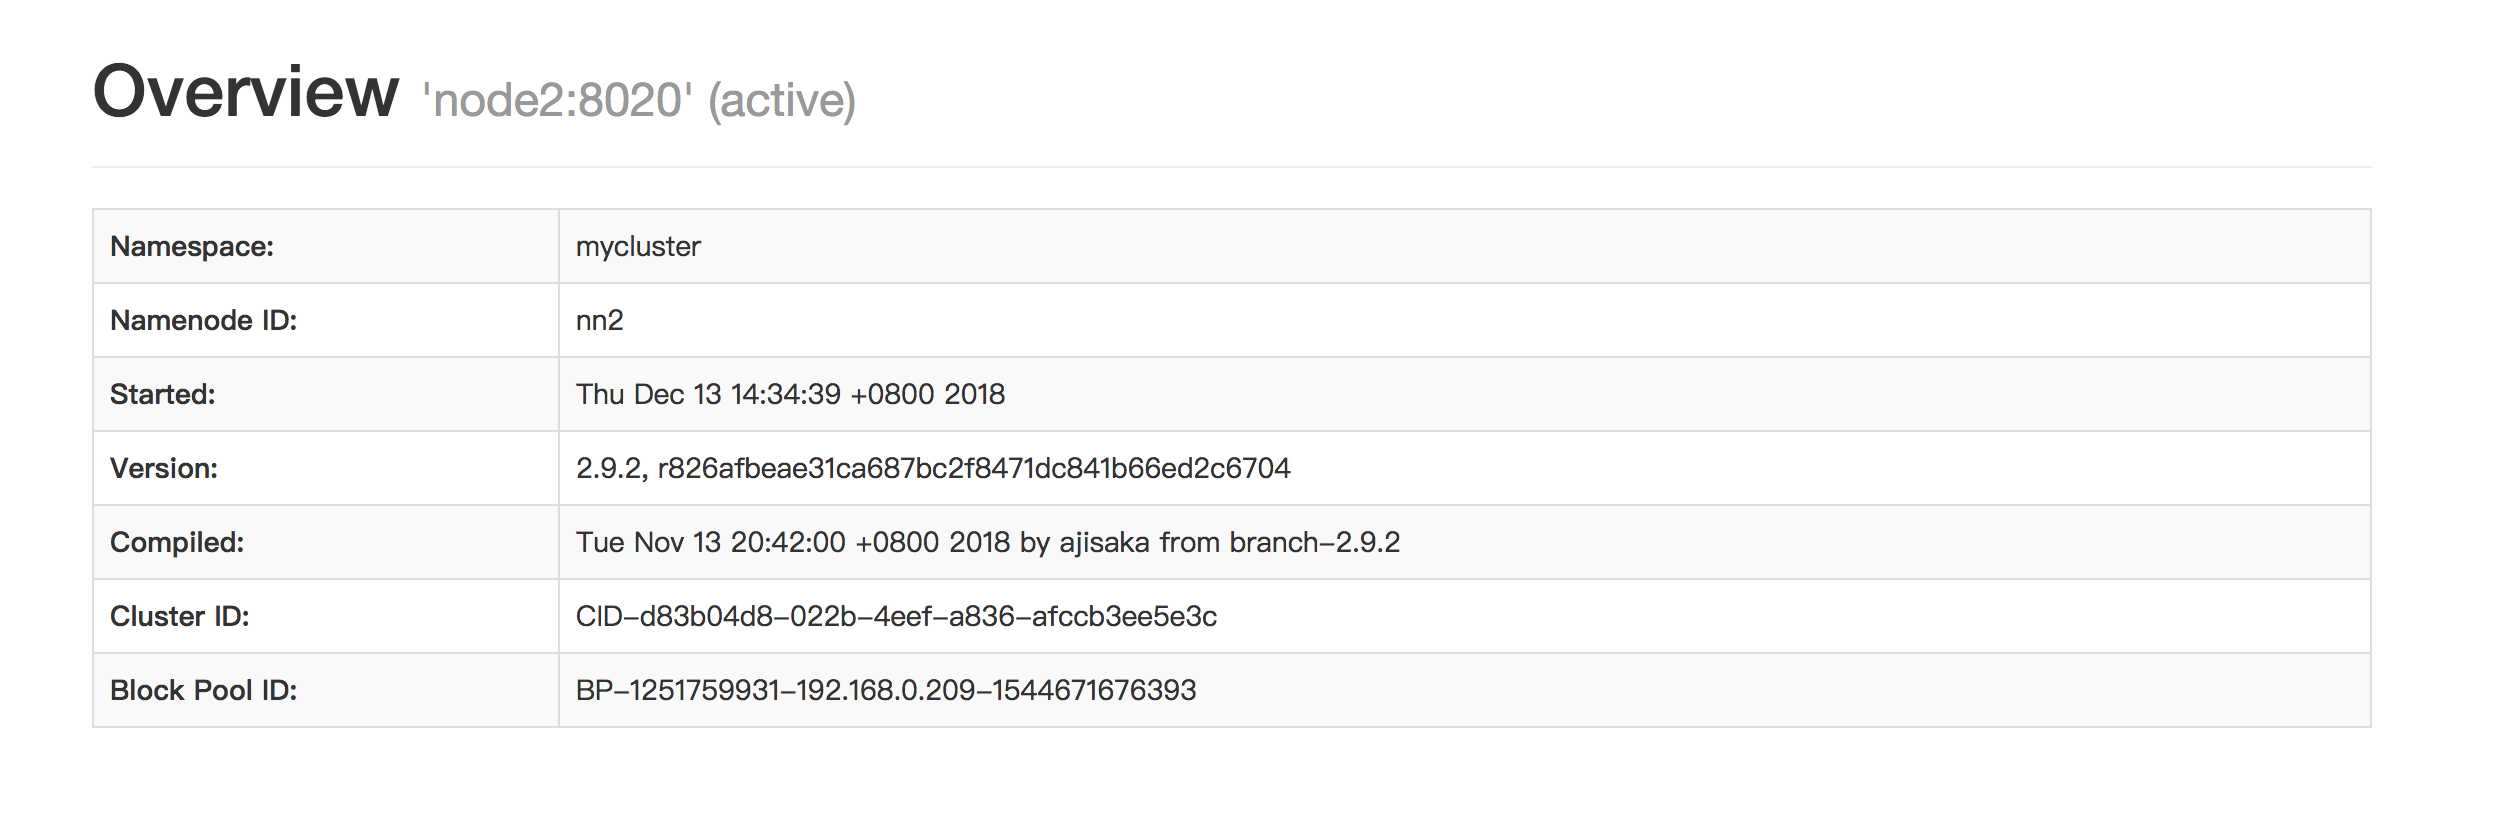 Overview 'node2:8020' (active)
Namespace: mycluster
Namenode ID: nn2
Started: Thu Dec 13 14:34:39 +0800 2018
Version: 2.9.2, r826afbeae31ca687bc2f8471dc841b66ed2c6704
Compiled: Tue Nov 13 20:42:00 +0800 2018 by ajisaka from branch-2.9.2
Cluster ID: CID-d83b04d8-022b-4eef-a836-afccb3ee5e3c
Block Pool ID: BP-1251759931-192.168.0.209-1544671676393